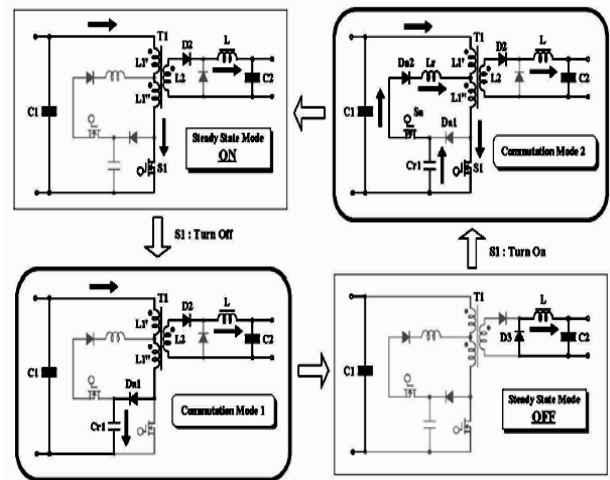 T1
D2
L
L1'
L2
C2
L1"
C1
S1
Steady State Mode
ON
T1
D2
L
Da2
Lr
L1'
L2
C2
L1"
Sa
Da1
C1
Cr1
S1
Commutation Mode 2
S1 : Turn Off
S1 : Turn On
T1
D2
L
L1'
L2
C2
L1"
C1
Da1
Cr1
Commutation Mode 1
T1
L
D3
C2
C1
Steady State Mode
OFF